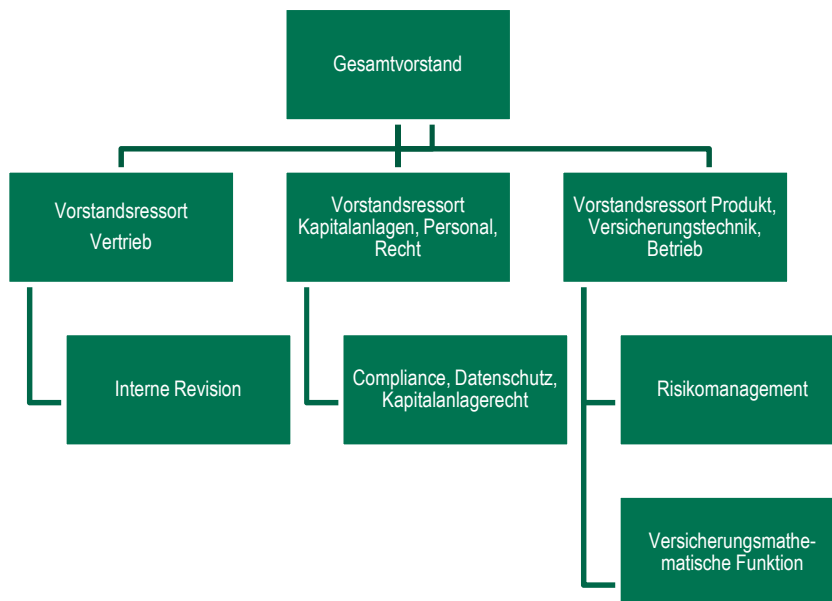 Gesamtvorstand
Vorstandsressort
Vertrieb
Vorstandsressort
Kapitalanlagen, Personal,
Recht
Vorstandsressort Produkt,
Versicherungstechnik,
Betrieb
Interne Revision
Compliance, Datenschutz,
Kapitalanlagerecht
Risikomanagement
Versicherungsmathe-
matische Funktion